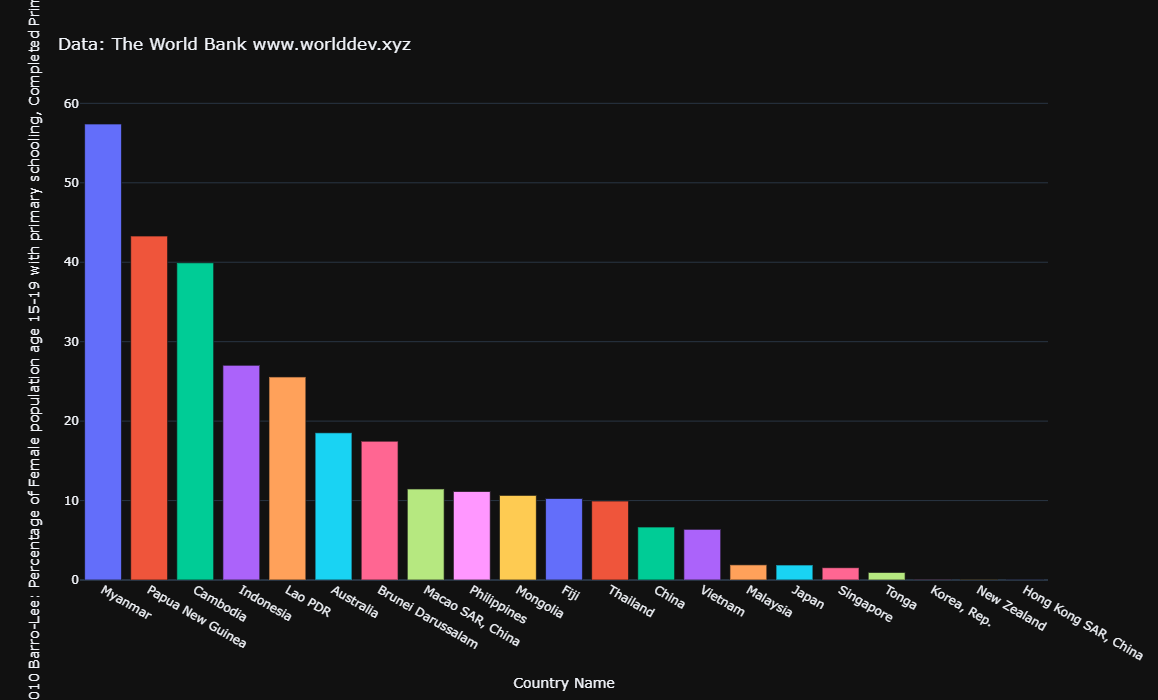 Data: The World Bank www.worlddev.xyz
010 Barro-Lee: Percentage of Female population age 15-19 with primary schooling, Completed Prim
60
50
40
30
20
10
0
Myanmar
Papua New Guinea
Cambodia
Indonesia
Lao PDR
Australia
Brunei Darussalam
Macao SAR, China
Philippines
Mongolia
Fiji
Thailand
China
Vietnam
Malaysia
Japan
Singapore
Tonga
Korea, Rep.
New Zealand
Hong Kong SAR, China
Country Name